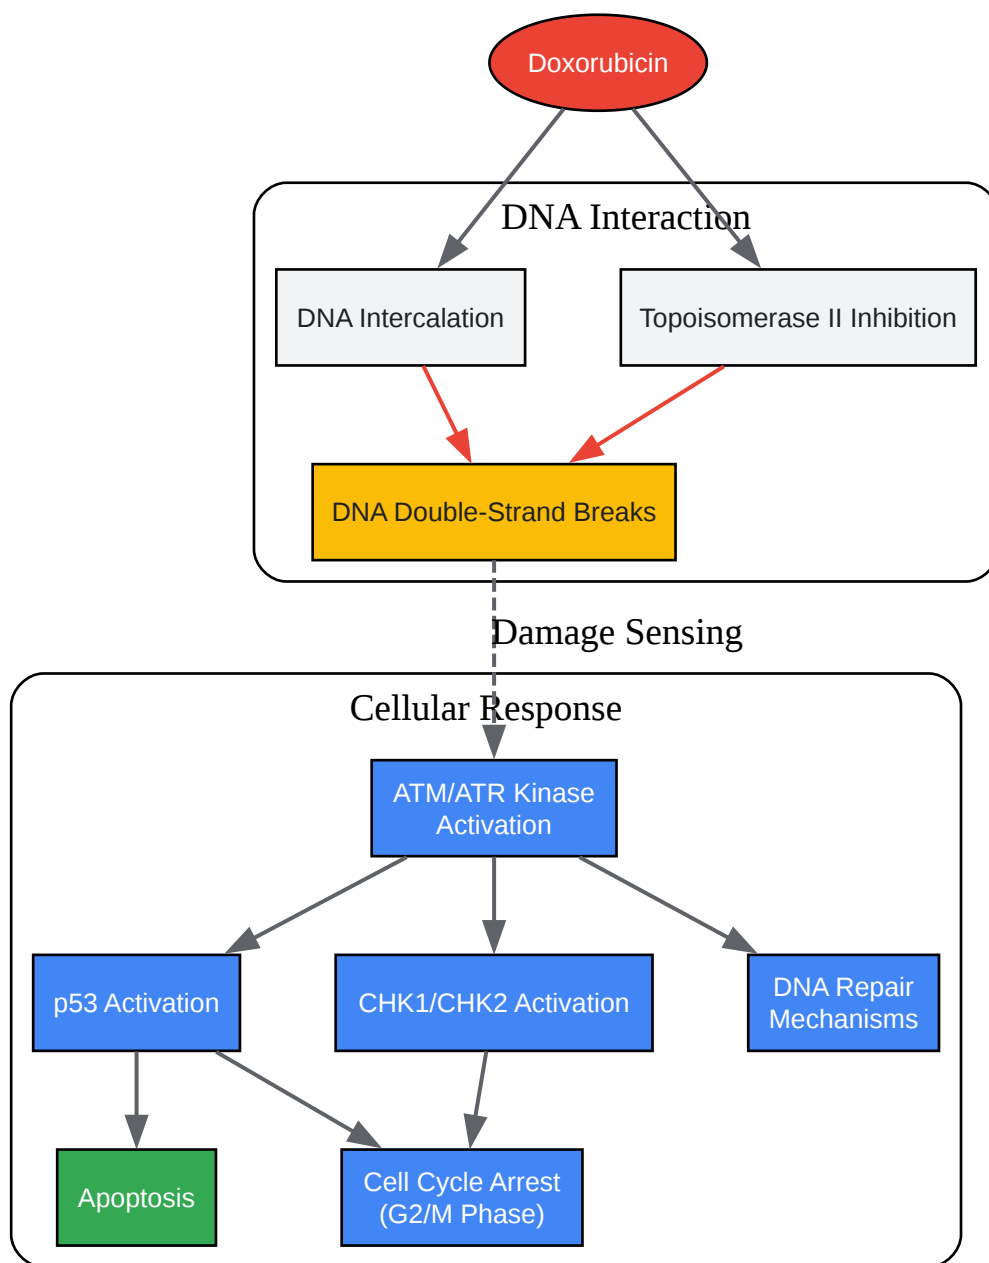 Doxorubicin
DNA Interaction
DNA Intercalation
Topoisomerase II Inhibition
DNA Double-Strand Breaks
Damage Sensing
Cellular Response
ATM/ATR Kinase
Activation
p53 Activation
CHK1/CHK2 Activation
DNA Repair
Mechanisms
Apoptosis
Cell Cycle Arrest
(G2/M Phase)